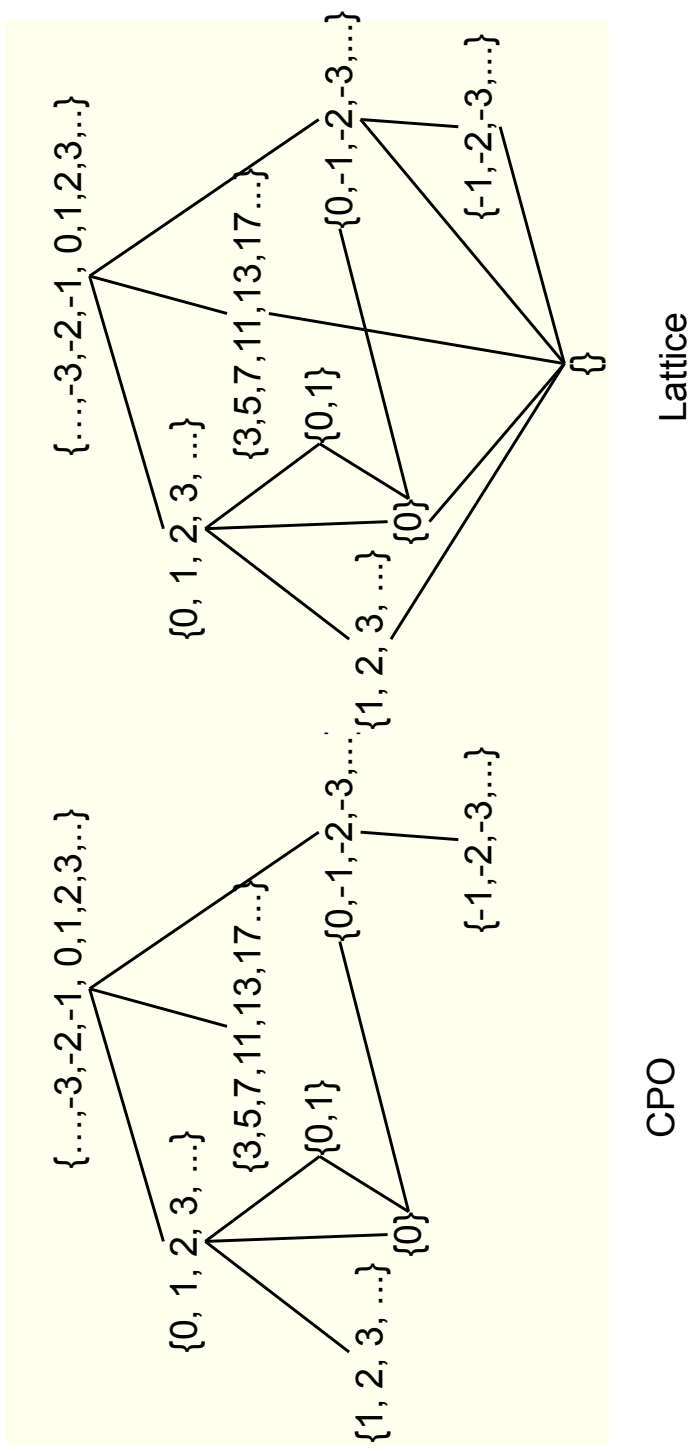 {…,-3,-2,-1, 0,1,2,3,..}
{0, 1, 2, 3, ...}
{3,5,7,11,13,17...}
{0,1}
{0,-1,-2,-3,…
{1, 2, 3, ...}
{0}
{-1,-2,-3,...}
CPO
{…,-3,-2,-1, 0,1,2,3,..}
{0, 1, 2, 3, ...}
{3,5,7,11,13,17...}
{0,1}
{0,-1,-2,-3,…}
{1, 2, 3, ...}
{0}
{-1,-2,-3,...}
{}
Lattice